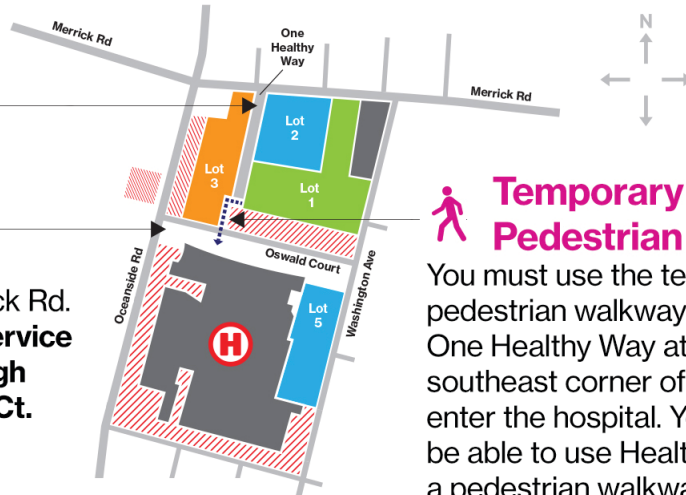 Merrick Rd
One
Healthy
Way
N
Merrick Rd
Lot
2
Lot
3
Lot
1
Temporary
Pedestrian
Oswald Court
Oceanside Rd
Washington Ave
Lot
5
H
ck Rd.
ervice
gh
Ct.
You must use the te
pedestrian walkway
One Healthy Way at
southeast corner of
enter the hospital. Y
be able to use Healt
a pedestrian walkwa